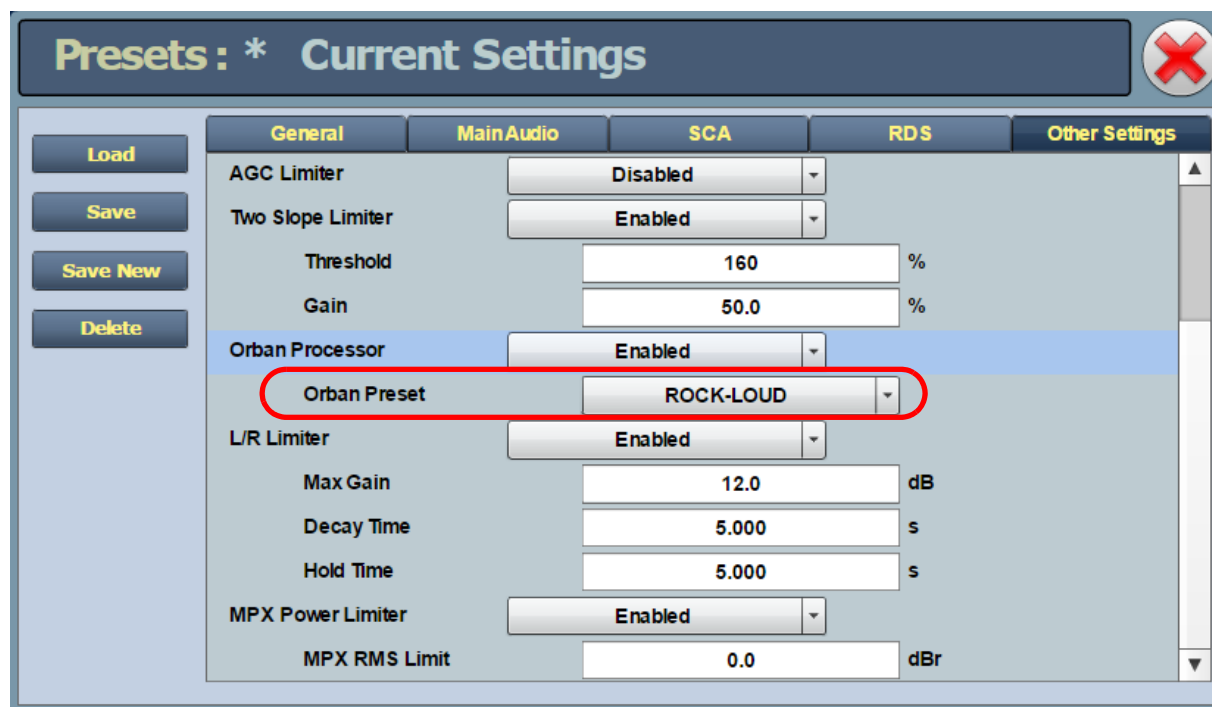 Presets : * Current Settings
General MainAudio SCA RDS Other Settings
Load
Save
Save New
Delete
AGC Limiter Disabled
Two Slope Limiter Enabled
Threshold 160 %
Gain 50.0 %
Orban Processor Enabled
Orban Preset ROCK-LOUD
L/R Limiter Enabled
Max Gain 12.0 dB
Decay Time 5.000 s
Hold Time 5.000 s
MPX Power Limiter Enabled
MPX RMS Limit 0.0 dBr